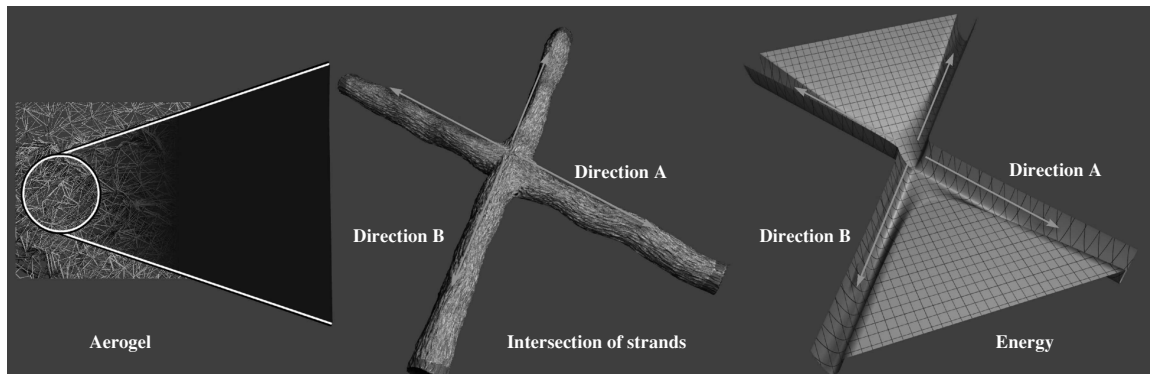 Aerogel
Direction A
Direction B
Intersection of strands
Direction A
Direction B
Energy